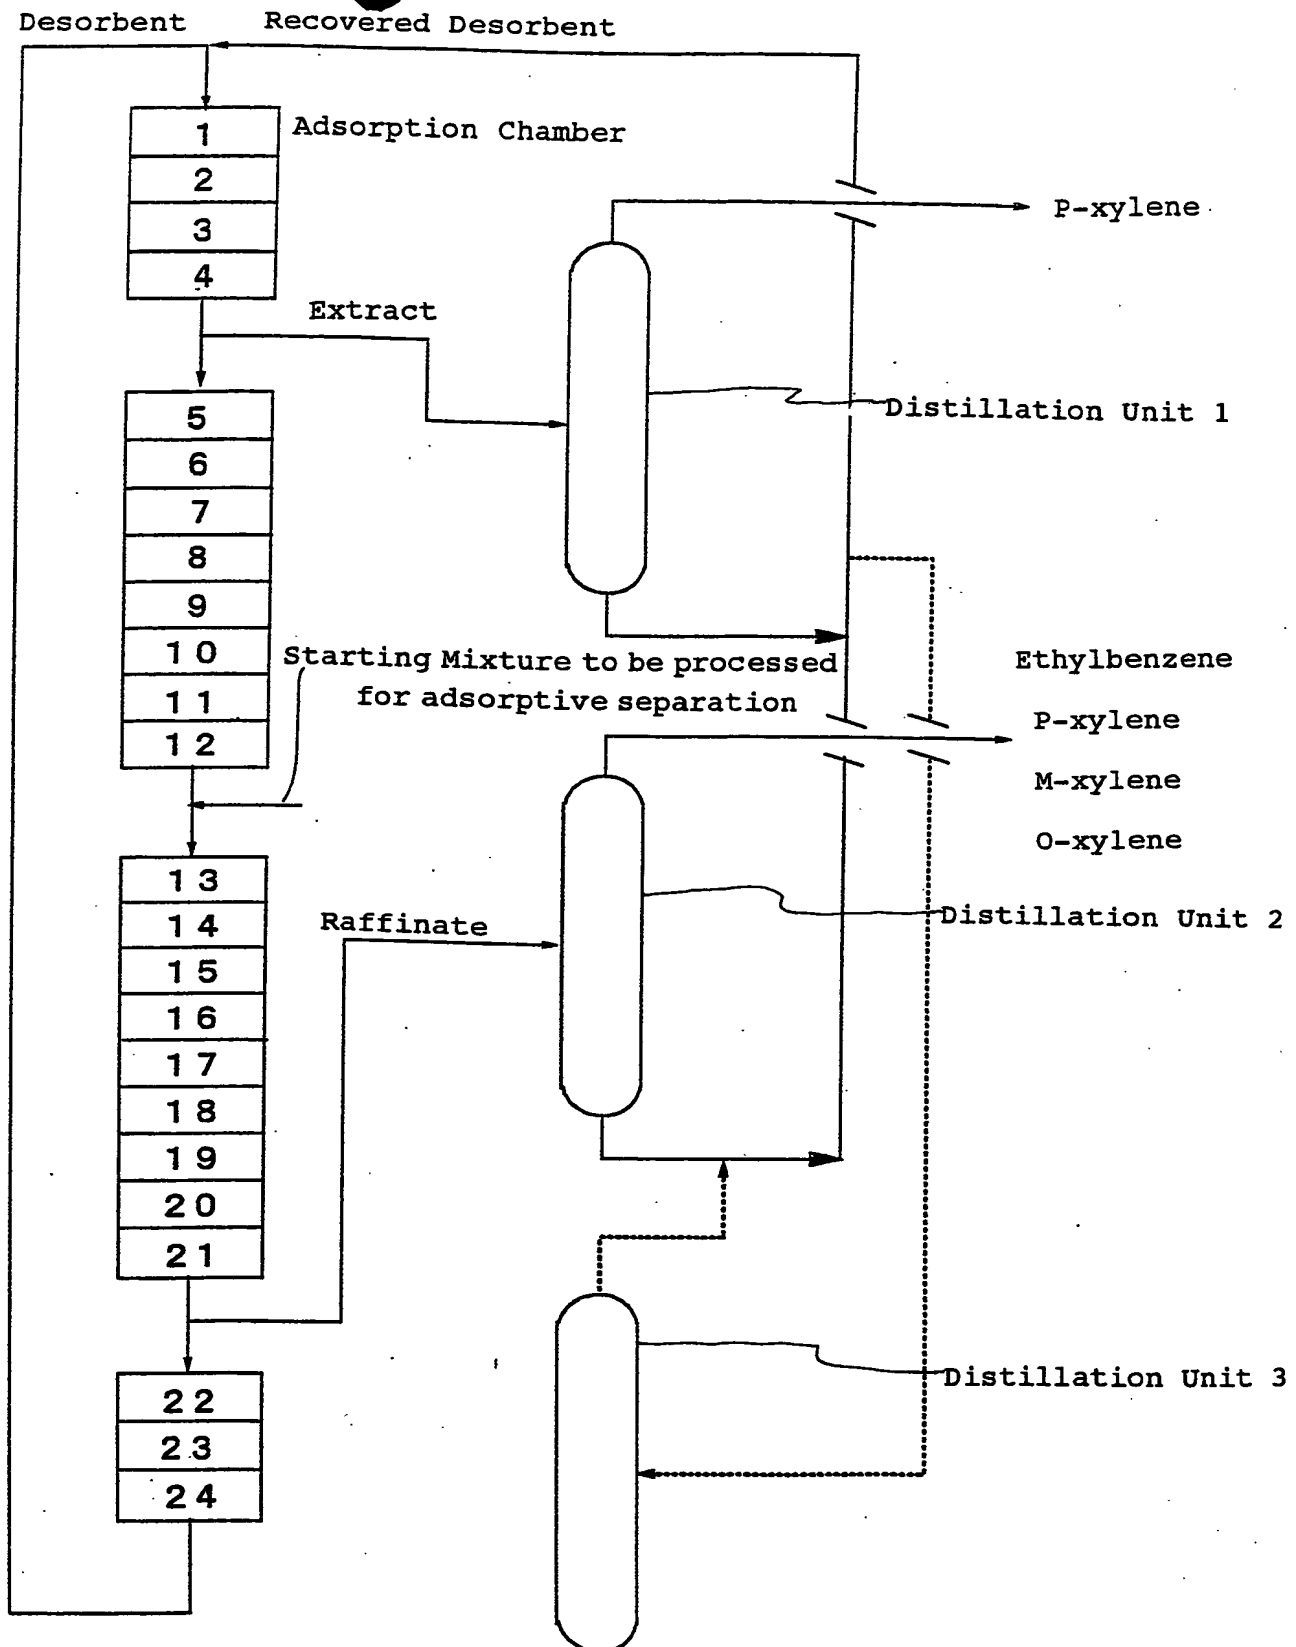 Desorbent
Recovered Desorbent
1
Adsorption Chamber
2
3
4
P-xylene
Extract
5
6
7
8
9
10
11
12
Distillation Unit 1
Starting Mixture to be processed
for adsorptive separation
Ethylbenzene
P-xylene
M-xylene
O-xylene
13
14
15
16
17
18
19
20
21
Raffinate
Distillation Unit 2
22
23
24
Distillation Unit 3